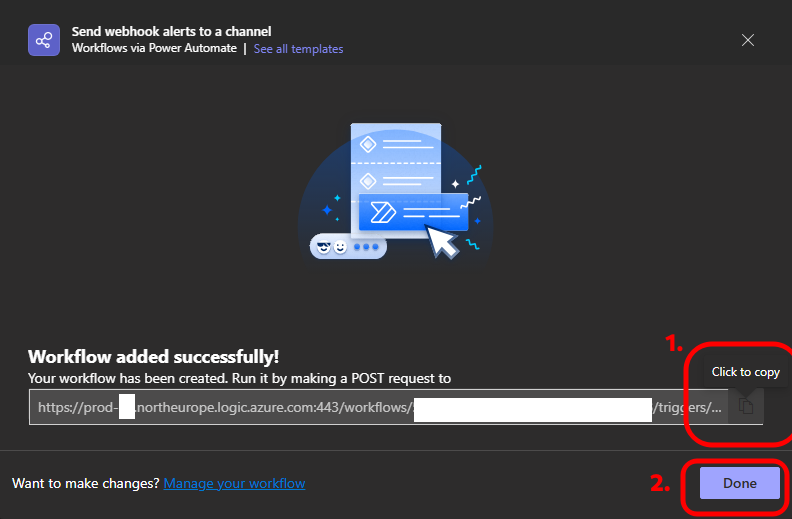 Send webhook alerts to a channel
Workflows via Power Automate | See all templates
Workflow added successfully!
Your workflow has been created. Run it by making a POST request to
1.
Click to copy
https://prod- .northeurope.logic.azure.com:443/workflows/ /triggers/...
Want to make changes? Manage your workflow
2.
Done